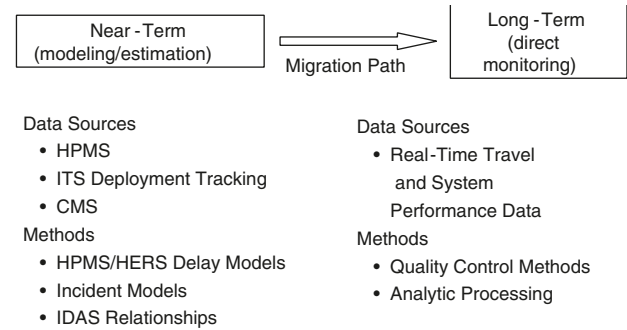 Near-Term
(modeling/estimation)
Migration Path
Long-Term
(direct
monitoring)
Data Sources
• HPMS
• ITS Deployment Tracking
• CMS
Methods
• HPMS/HERS Delay Models
• Incident Models
• IDAS Relationships
Data Sources
• Real-Time Travel
and System
Performance Data
Methods
• Quality Control Methods
• Analytic Processing